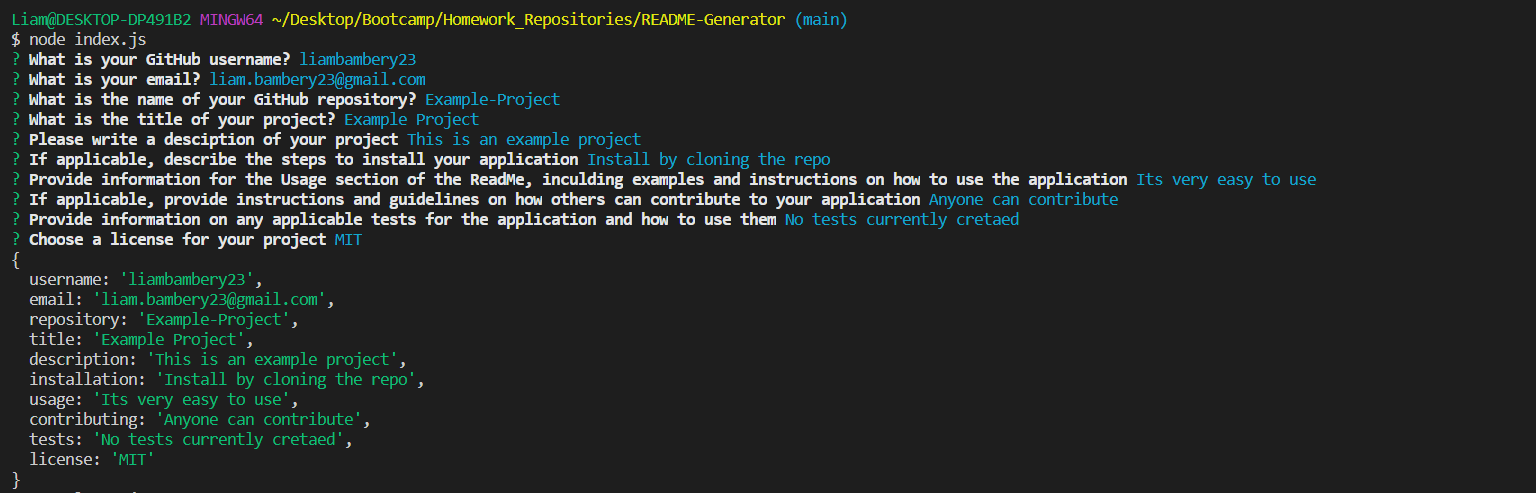 Liam@DESKTOP-DP491B2 MINGW64 ~/Desktop/Bootcamp/Homework_Repositories/README-Generator (main)
$ node index.js
? What is your GitHub username? liambambery23
? What is your email? liam.bambery23@gmail.com
? What is the name of your GitHub repository? Example-Project
? What is the title of your project? Example Project
? Please write a desciption of your project This is an example project
? If applicable, describe the steps to install your application Install by cloning the repo
? Provide information for the Usage section of the ReadMe, inculding examples and instructions on how to use the application Its very easy to use
? If applicable, provide instructions and guidelines on how others can contribute to your application Anyone can contribute
? Provide information on any applicable tests for the application and how to use them No tests currently cretaed
? Choose a license for your project MIT
{
  username: 'liambambery23',
  email: 'liam.bambery23@gmail.com',
  repository: 'Example-Project',
  title: 'Example Project',
  description: 'This is an example project',
  installation: 'Install by cloning the repo',
  usage: 'Its very easy to use',
  contributing: 'Anyone can contribute',
  tests: 'No tests currently cretaed',
  license: 'MIT'
}